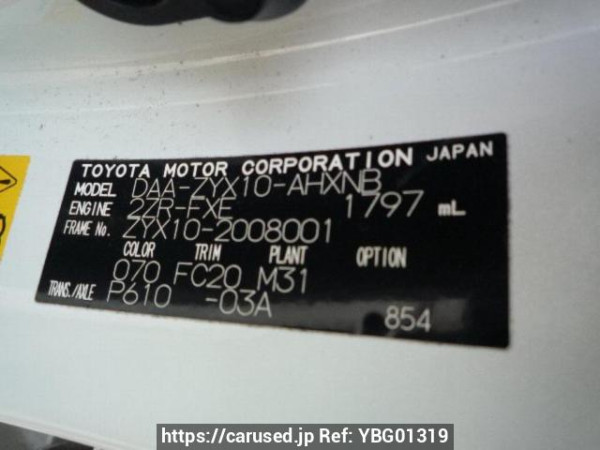 TOYOTA MOTOR CORPORATION JAPAN
MODEL DAA-ZYX10-AHXNB
ENGINE 2ZR-FXE 1797 mL
FRAME No. ZYX10-2008001
COLOR TRIM PLANT OPTION
070 FC20 M31
TRANS./AXLE P610 -03A
854
https://carused.jp Ref: YBG01319